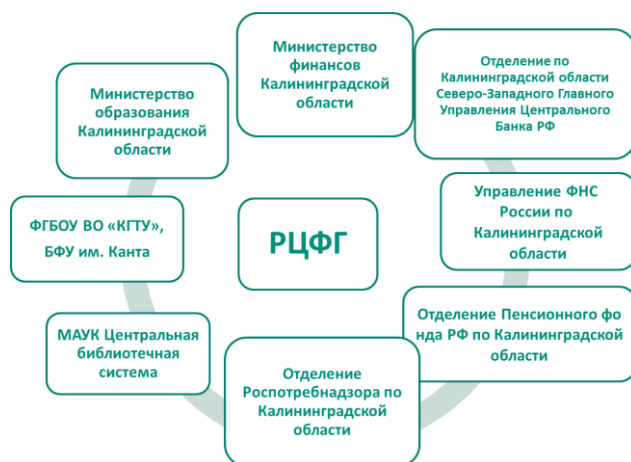 Министерство
финансов
Калининградской
области
Отделение по
Калининградской области
Северо-Западного Главного
Управления Центрального
Банка РФ
Управление ФНС
России по
Калининградской
области
Отделение Пенсионного фо
нда РФ по Калининградской
области
Отделение
Роспотребнадзора по
Калининградской
области
МАУК Центральная
библиотечная
система
ФГБОУ ВО «КГТУ»,
БФУ им. Канта
Министерство
образования
Калининградской
области
РЦФГ